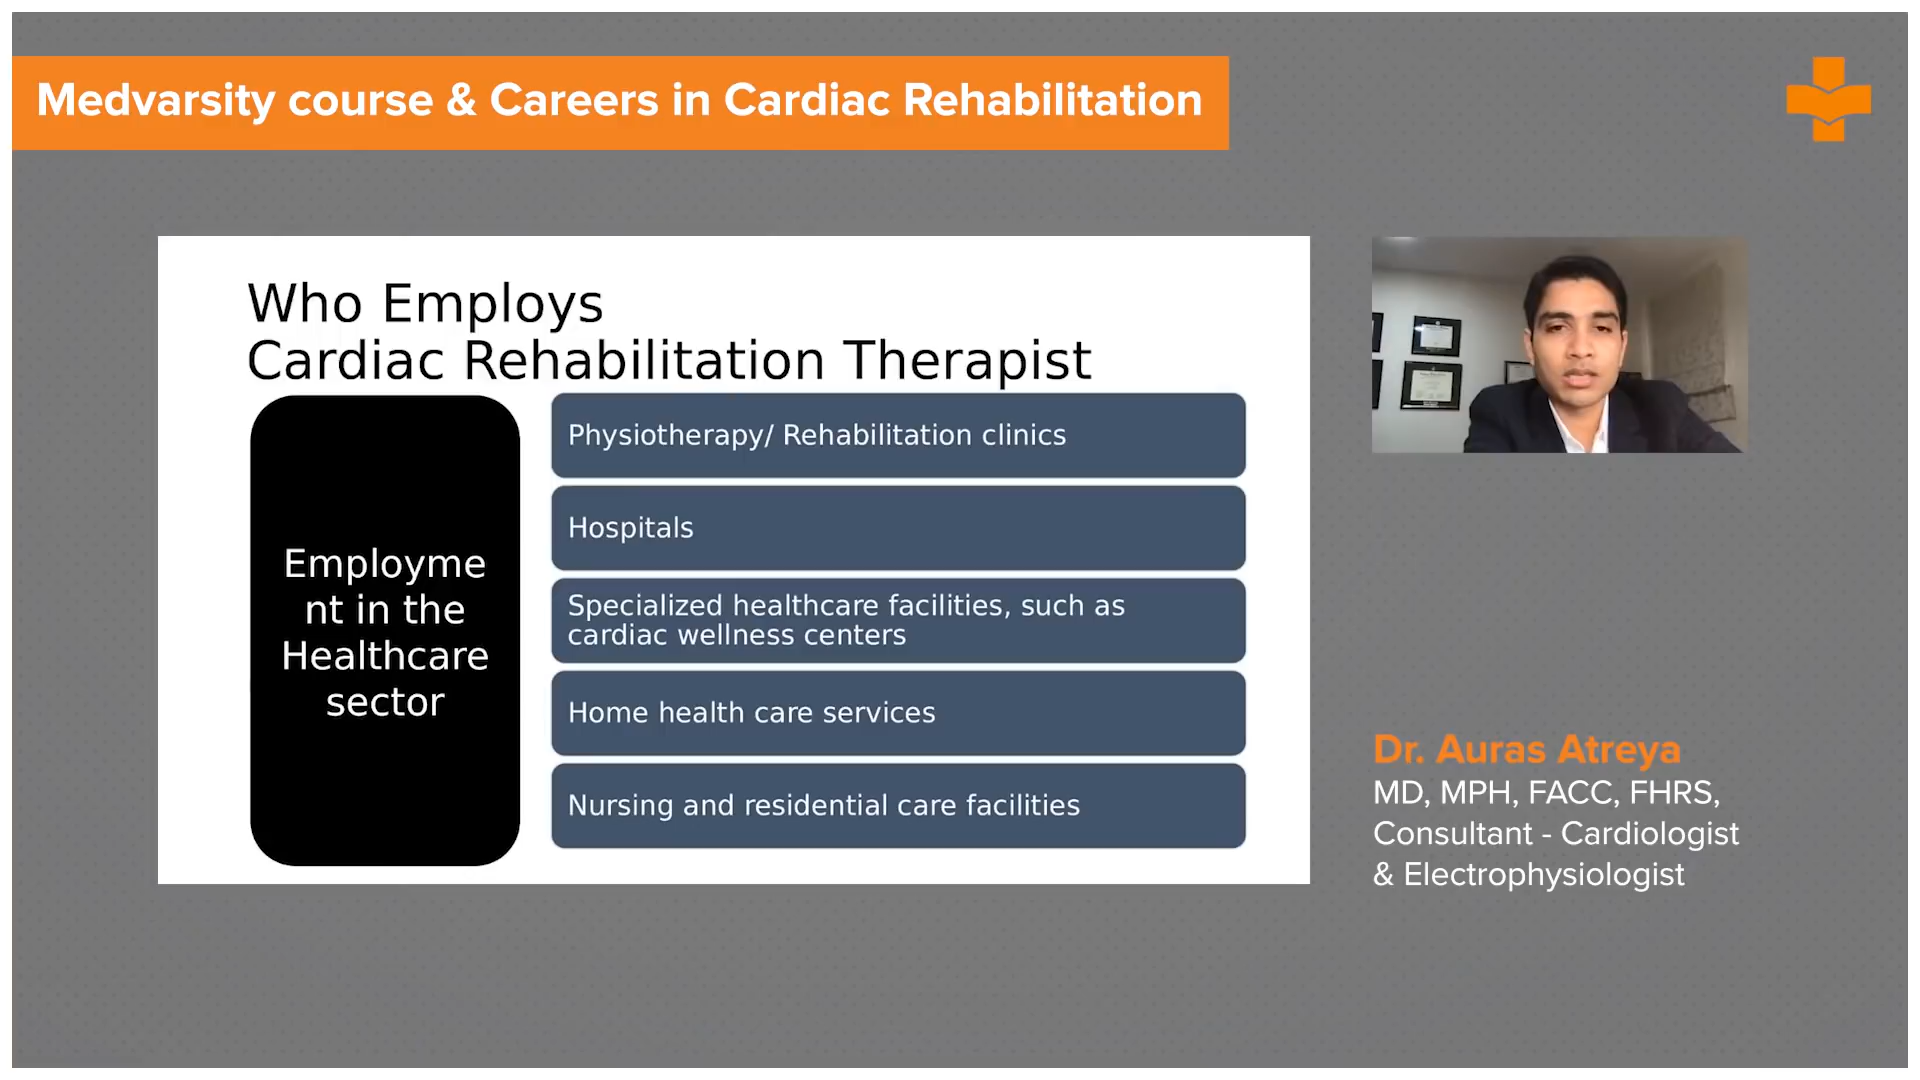 Medvarsity course & Careers in Cardiac Rehabilitation
Who Employs
Cardiac Rehabilitation Therapist
Employme
nt in the
Healthcare
sector
Physiotherapy/ Rehabilitation clinics
Hospitals
Specialized healthcare facilities, such as
cardiac wellness centers
Home health care services
Nursing and residential care facilities
Dr. Auras Atreya
MD, MPH, FACC, FHRS,
Consultant - Cardiologist
& Electrophysiologist